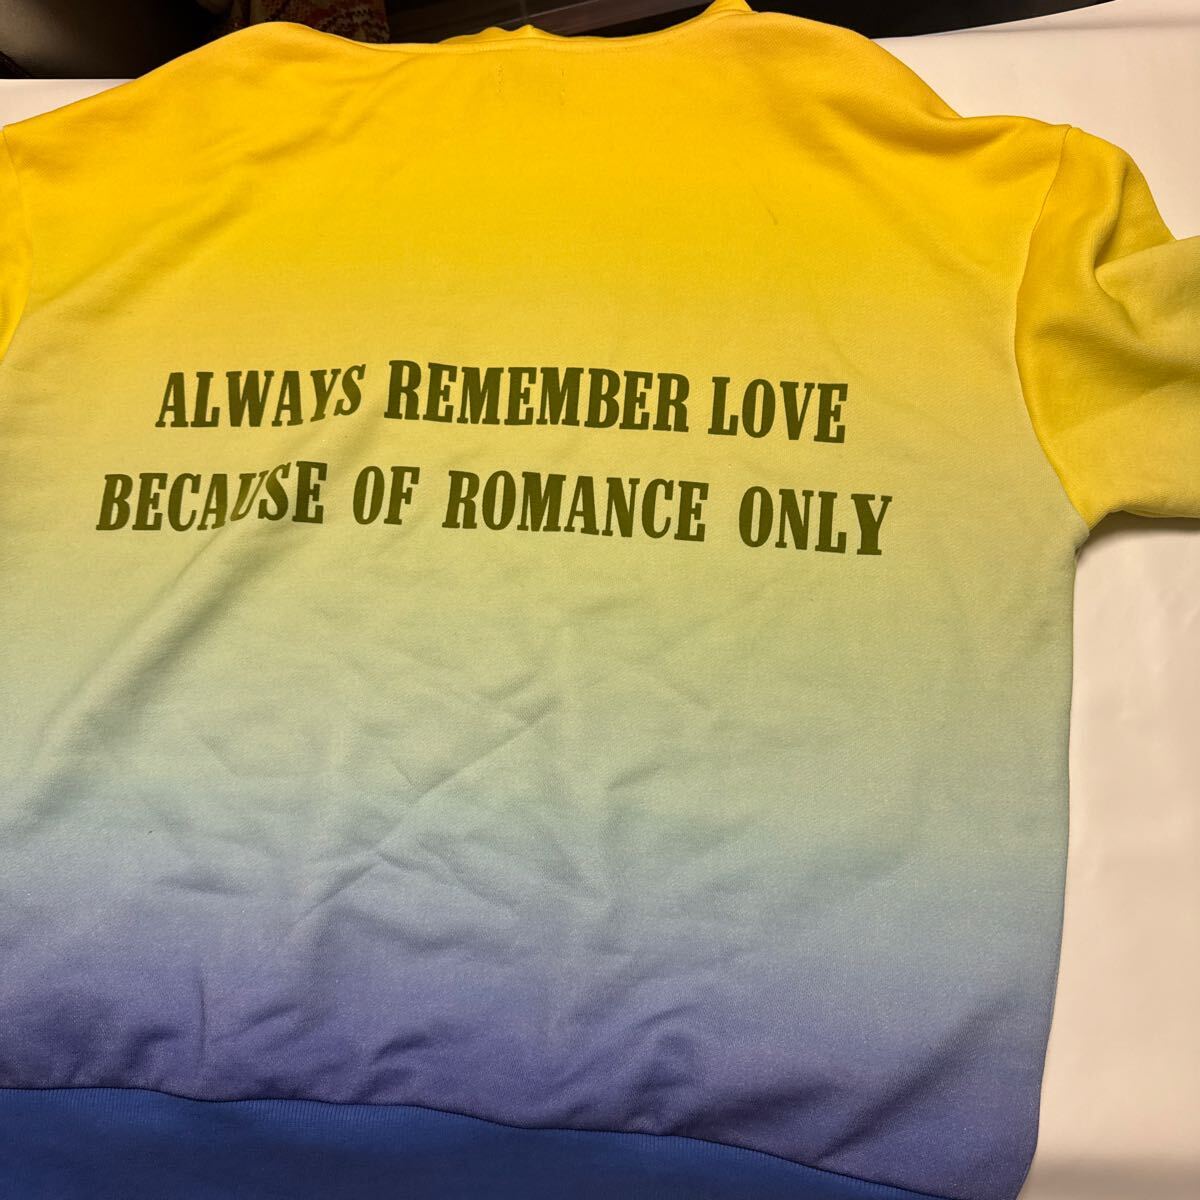 ALWAYS REMEMBER LOVE
BECAUSE OF ROMANCE ONLY